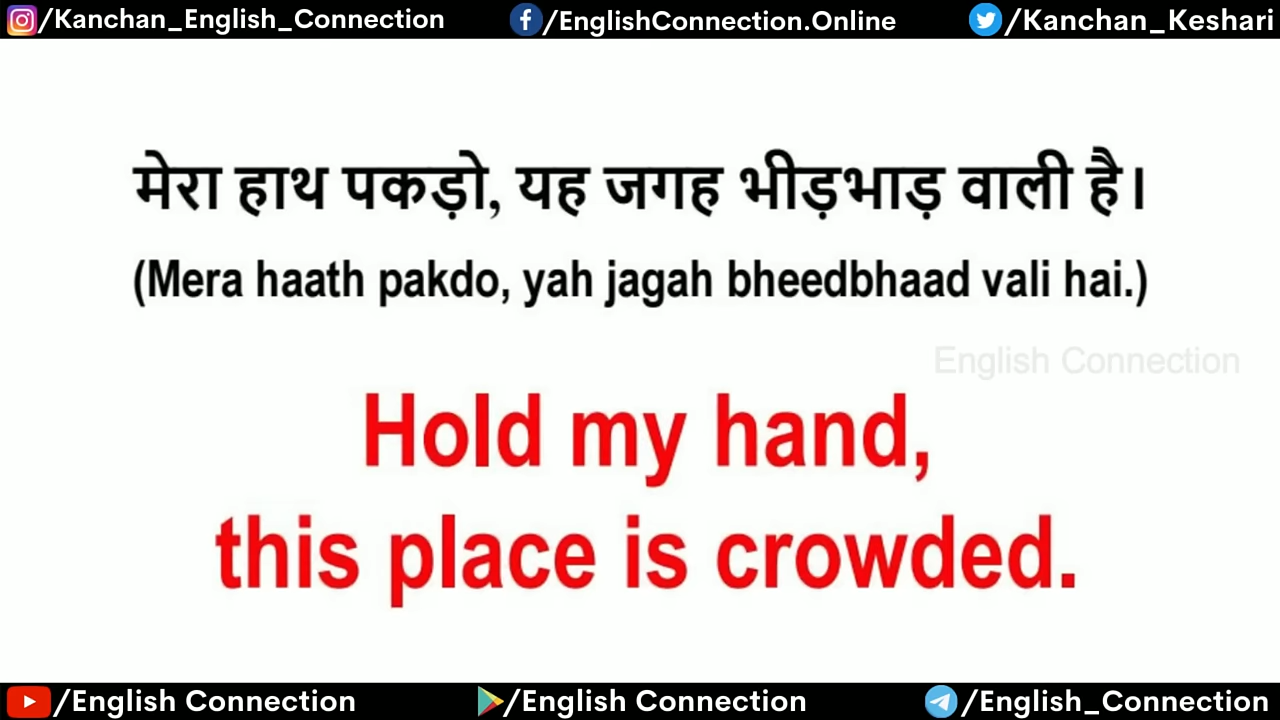 /Kanchan_English_Connection /EnglishConnection.Online /Kanchan_Keshari
मेरा हाथ पकड़ो, यह जगह भीड़भाड़ वाली है।
(Mera haath pakdo, yah jagah bheedbhaad vali hai.)
English Connection
Hold my hand,
this place is crowded.
/English Connection /English Connection /English_Connection